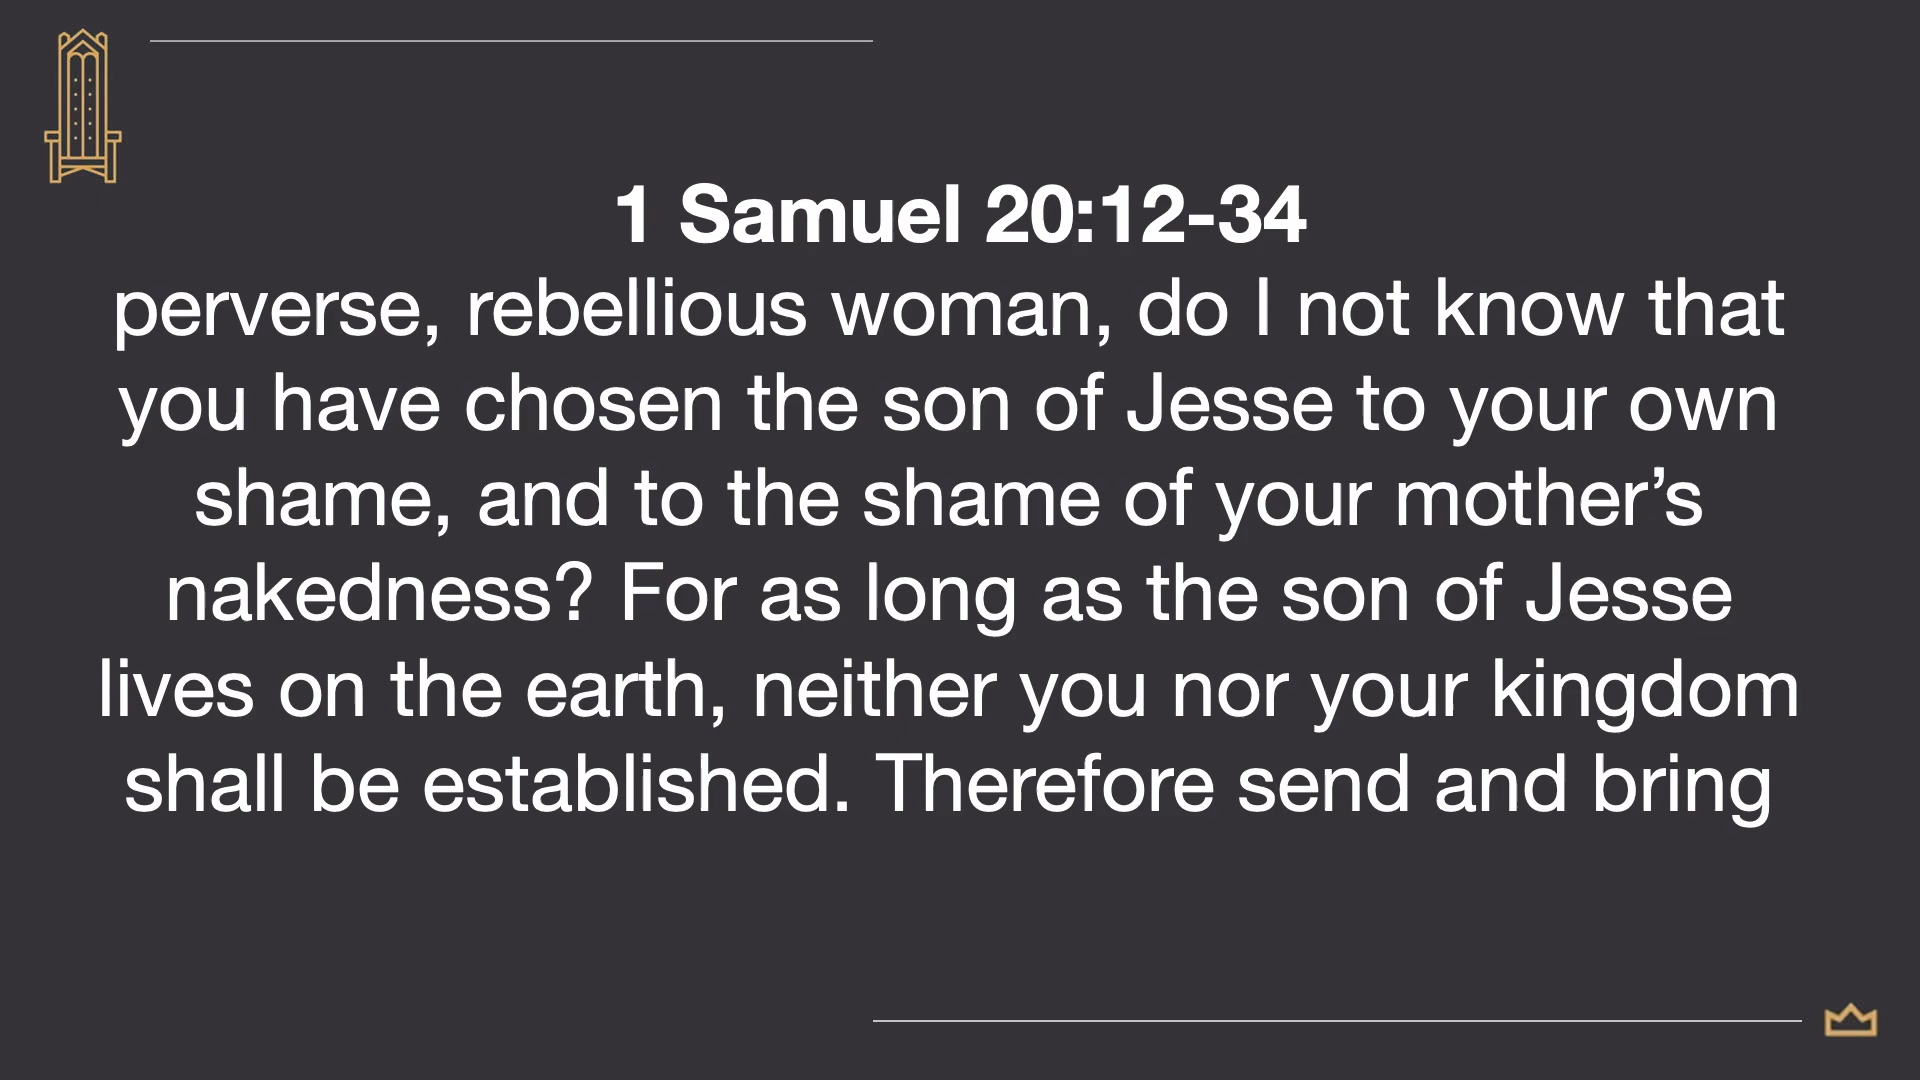 1 Samuel 20:12-34
perverse, rebellious woman, do I not know that
you have chosen the son of Jesse to your own
shame, and to the shame of your mother’s
nakedness? For as long as the son of Jesse
lives on the earth, neither you nor your kingdom
shall be established. Therefore send and bring